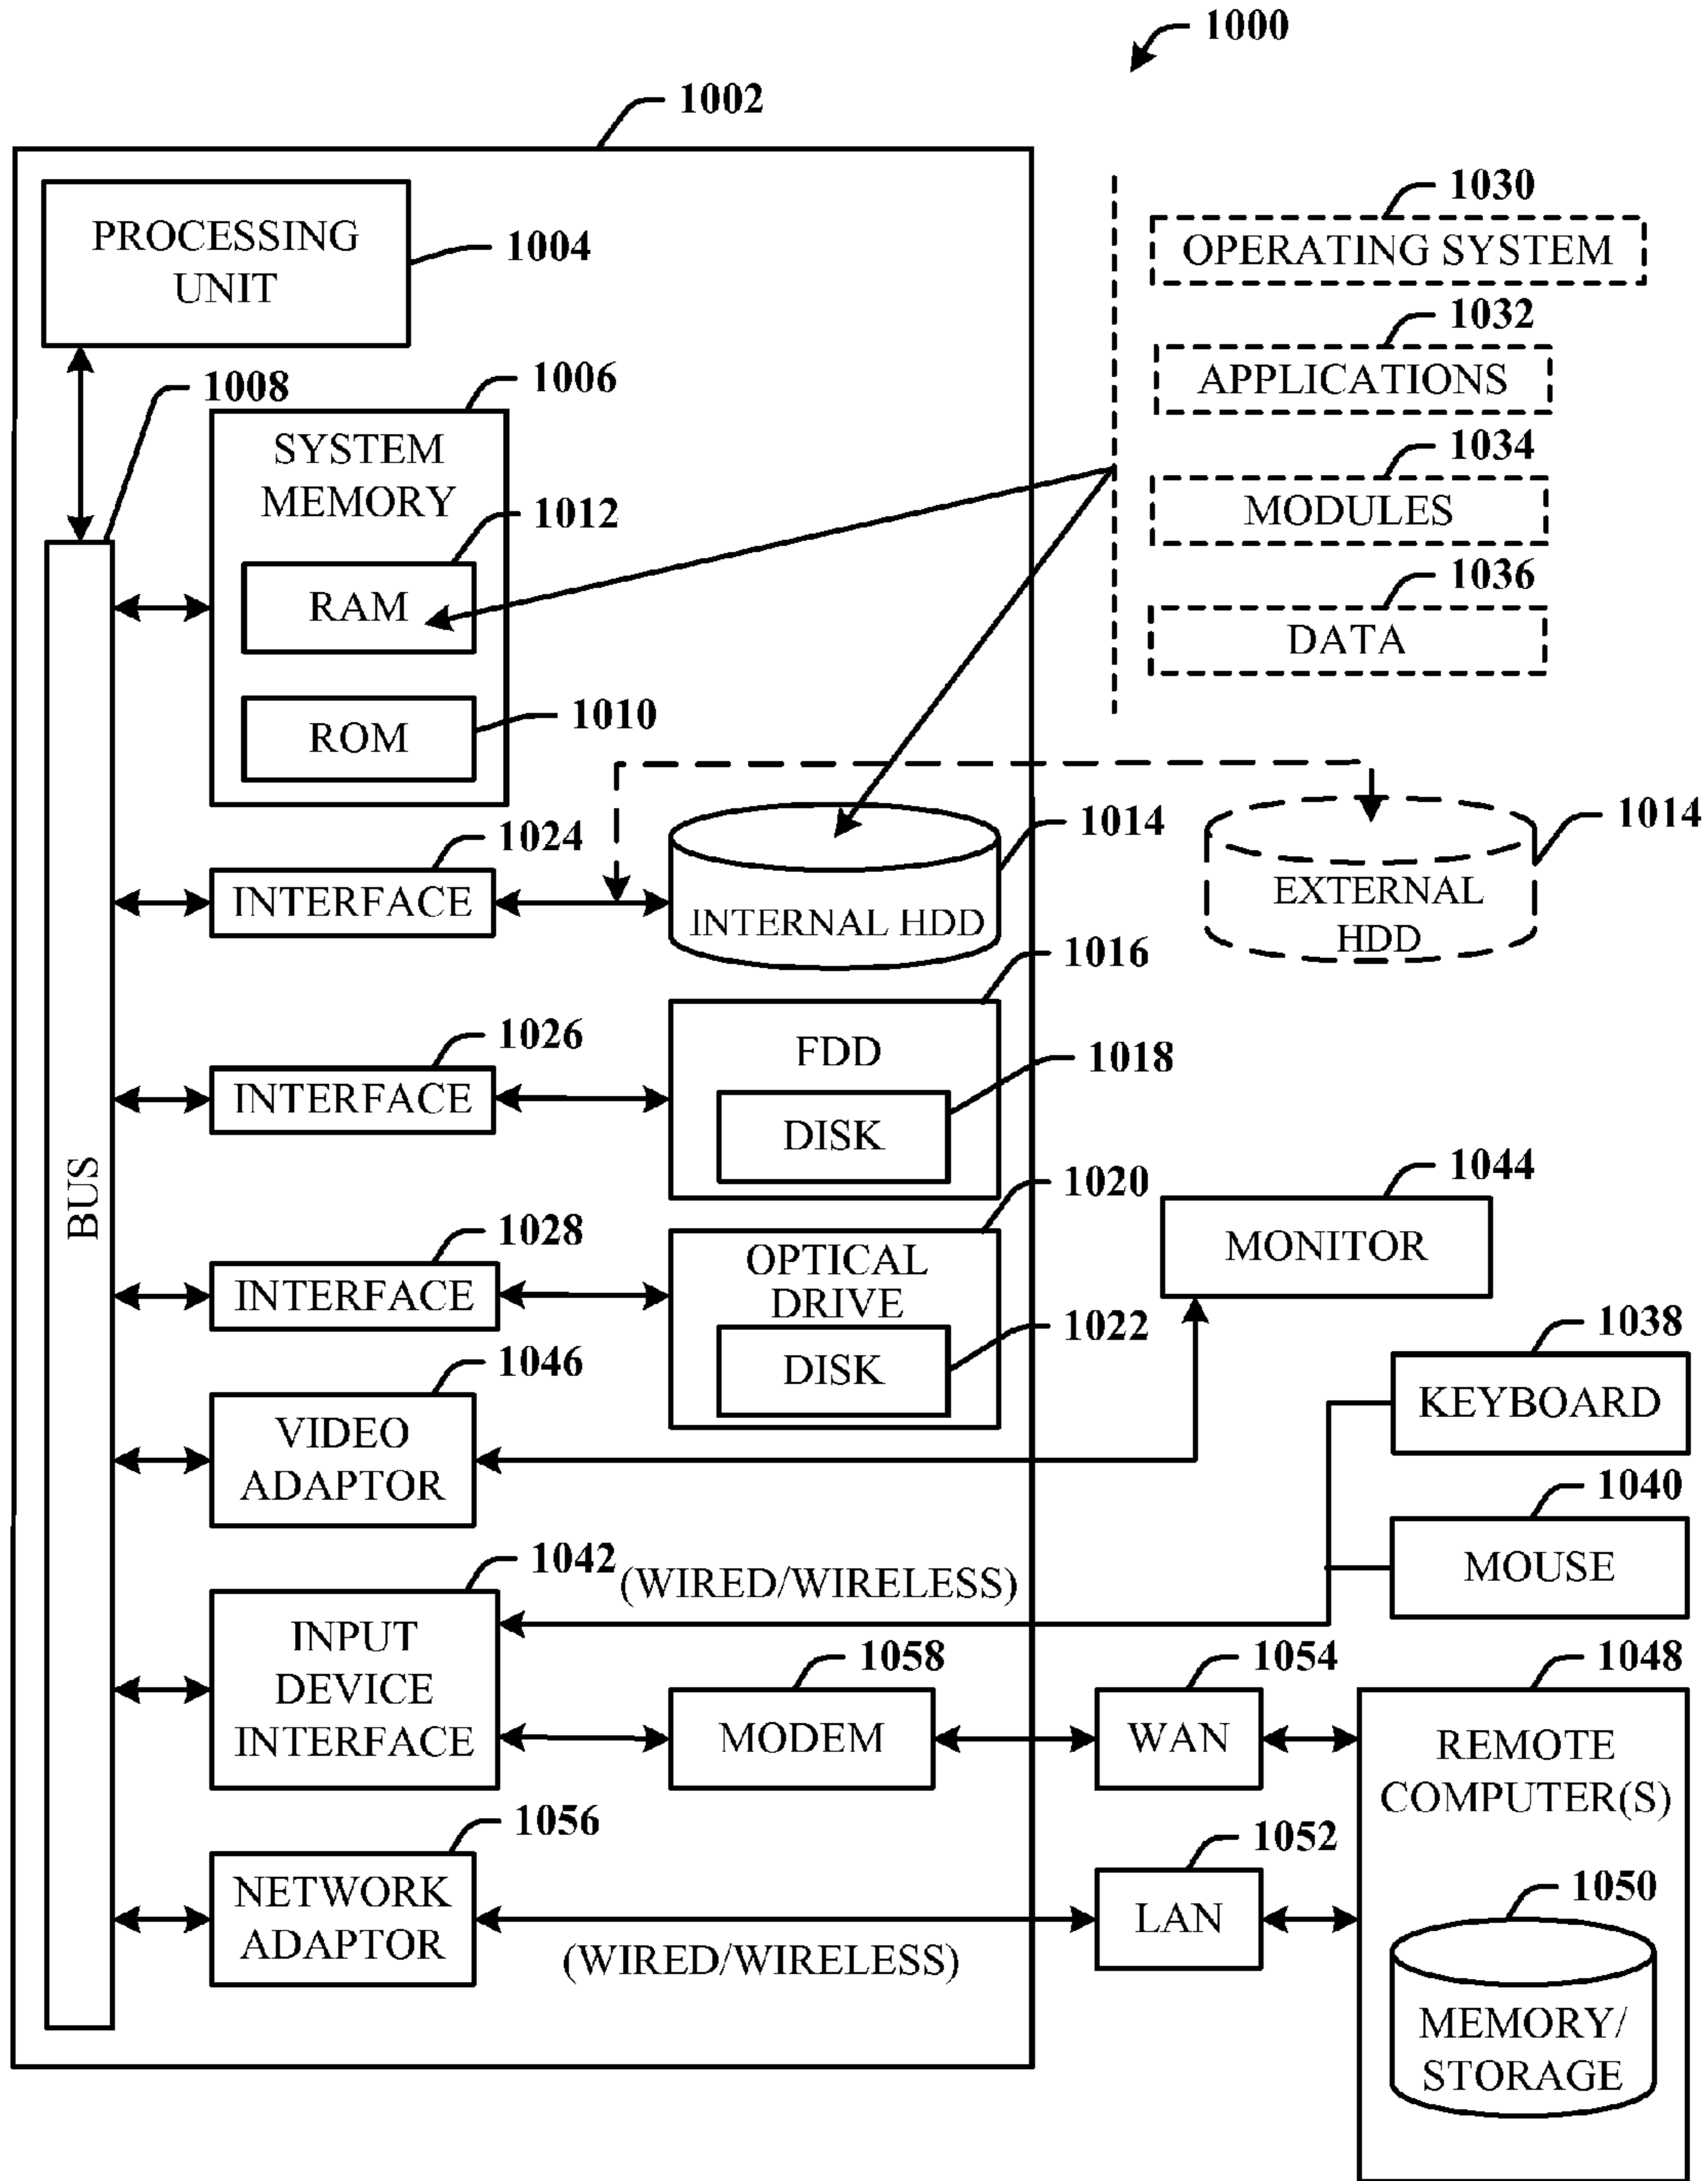 1000
1002
PROCESSING
UNIT
1004
1030
OPERATING SYSTEM
1032
APPLICATIONS
1034
MODULES
1036
DATA
1008
1006
SYSTEM
MEMORY
1012
RAM
1010
ROM
BUS
1024
INTERFACE
1014
INTERNAL HDD
1014
EXTERNAL
HDD
1026
INTERFACE
1016
FDD
1018
DISK
1028
INTERFACE
1020
OPTICAL
DRIVE
1022
DISK
1044
MONITOR
1046
VIDEO
ADAPTOR
1038
KEYBOARD
1040
MOUSE
1042
(WIRED/WIRELESS)
INPUT
DEVICE
INTERFACE
1058
MODEM
1054
WAN
1048
REMOTE
COMPUTER(S)
1056
NETWORK
ADAPTOR
(WIRED/WIRELESS)
1052
LAN
1050
MEMORY/
STORAGE